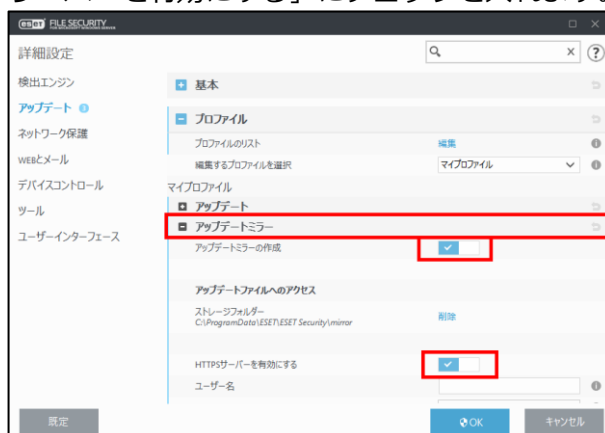 eset FILE SECURITY
詳細設定
検出エンジン
アップデート
ネットワーク保護
WEBとメール
デバイスコントロール
ツール
ユーザーインターフェース
基本
プロファイル
プロファイルのリスト 編集
編集するプロファイルを選択 マイプロファイル
マイプロファイル
アップデート
アップデートミラー
アップデートミラーの作成
アップデートファイルへのアクセス
ストレージフォルダー 削除
C:\ProgramData\ESET\ESET Security\mirror
HTTPSサーバーを有効にする
ユーザー名
既定 OK キャンセル